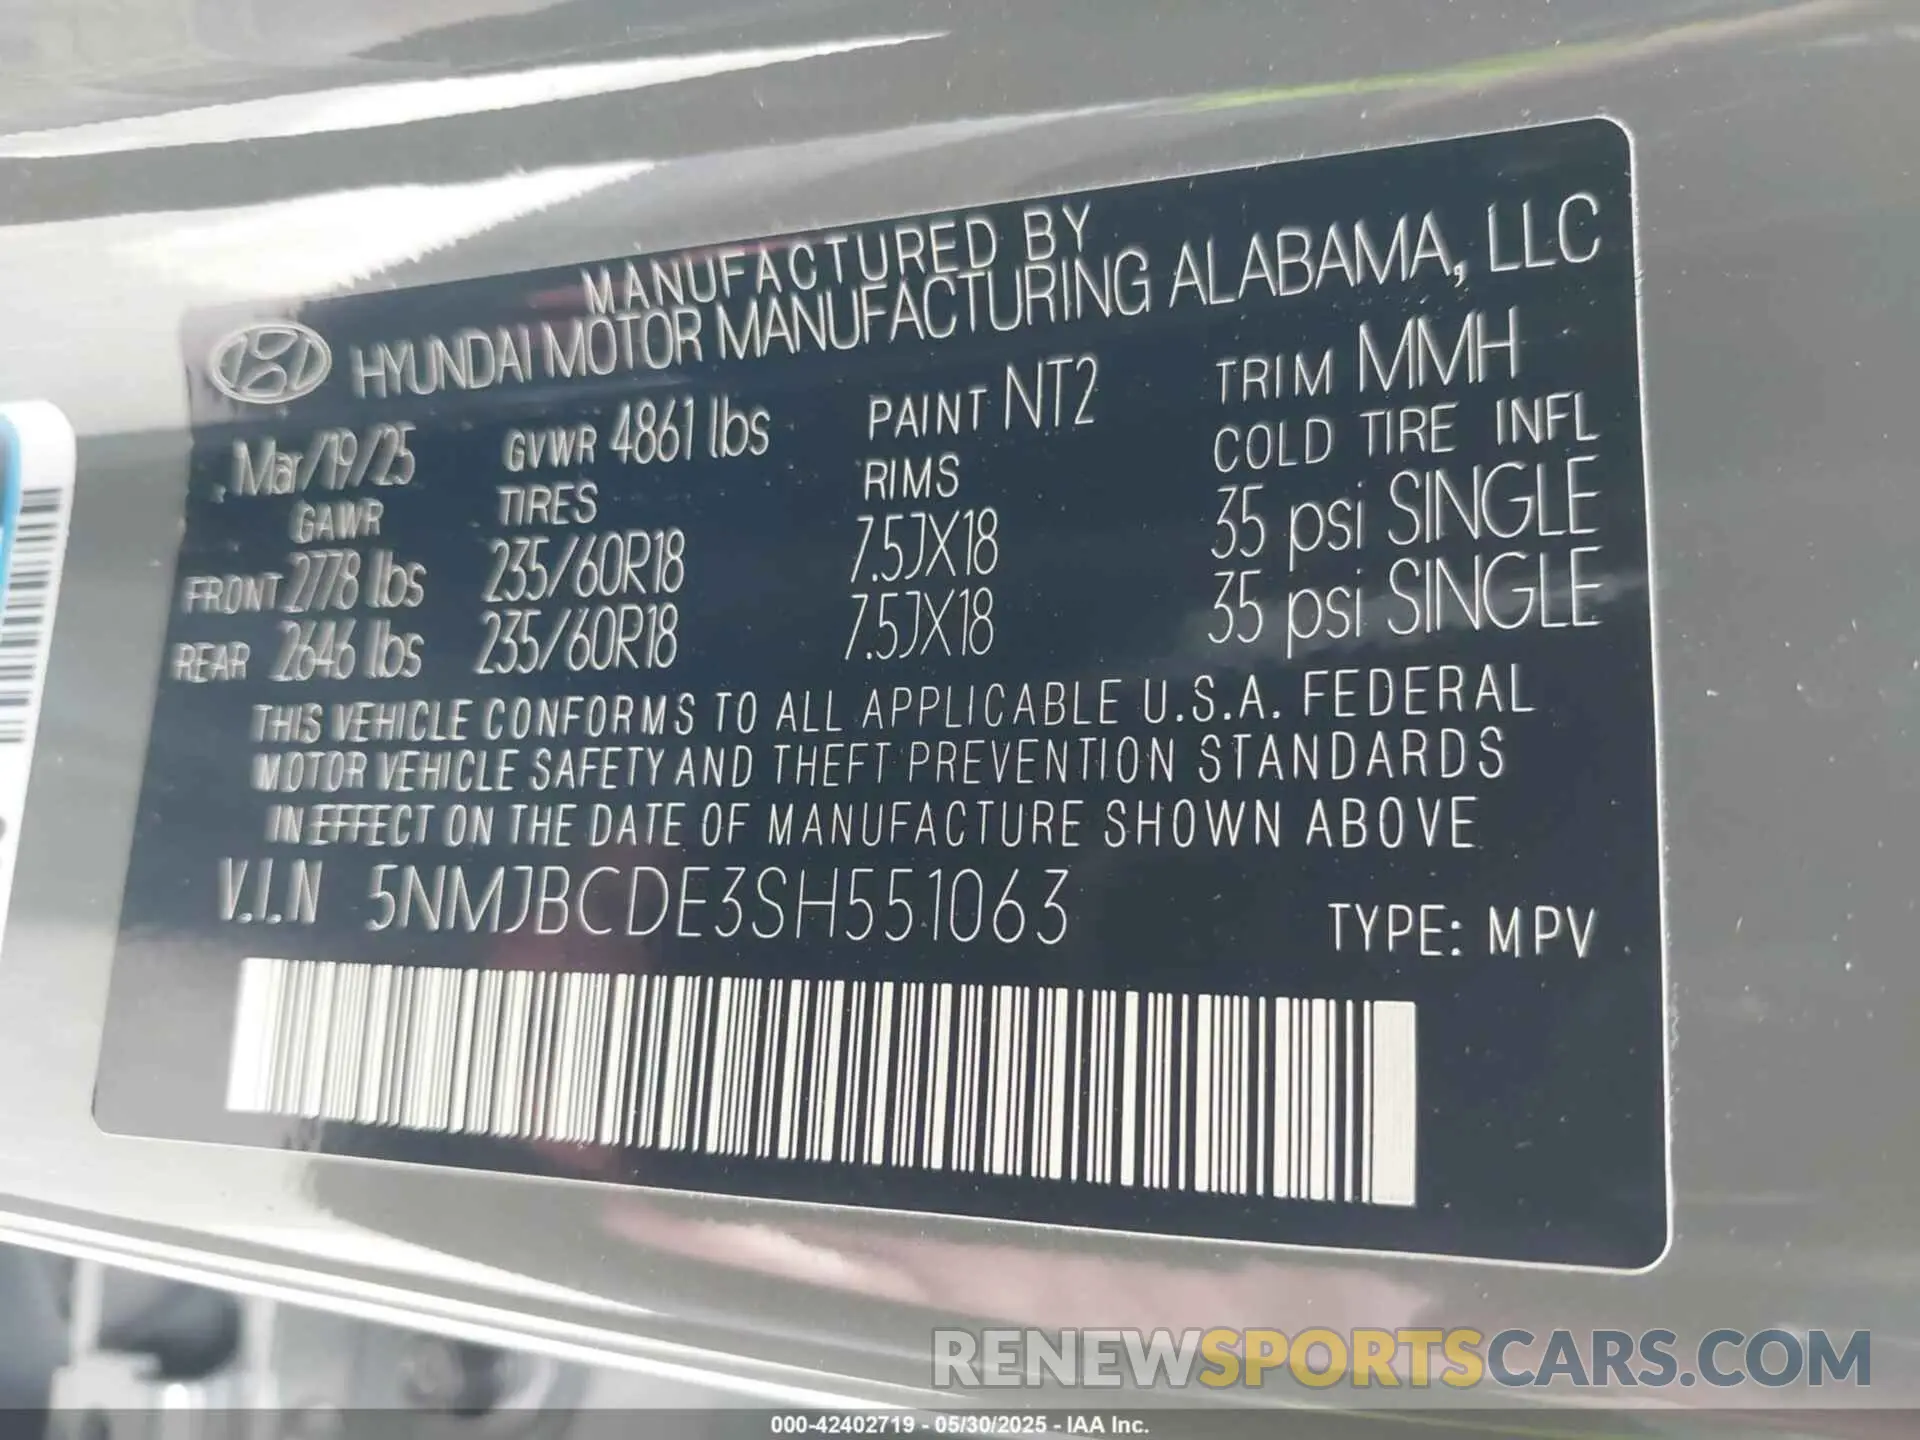 MANUFACTURED BY
HYUNDAI MOTOR MANUFACTURING ALABAMA, LLC
Mar/19/25 GVWR 4861 lbs PAINT NT2 TRIM MMH
GAWR TIRES RIMS COLD TIRE INFL
FRONT 2778 lbs 235/60R18 7.5JX18 35 psi SINGLE
REAR 2646 lbs 235/60R18 7.5JX18 35 psi SINGLE
THIS VEHICLE CONFORMS TO ALL APPLICABLE U.S.A. FEDERAL
MOTOR VEHICLE SAFETY AND THEFT PREVENTION STANDARDS
IN EFFECT ON THE DATE OF MANUFACTURE SHOWN ABOVE
V.I.N 5NMJBCDE3SH551063
TYPE: MPV
RENEWSPORTSCARS.COM
000-42402719 - 05/30/2025 - IAA Inc.